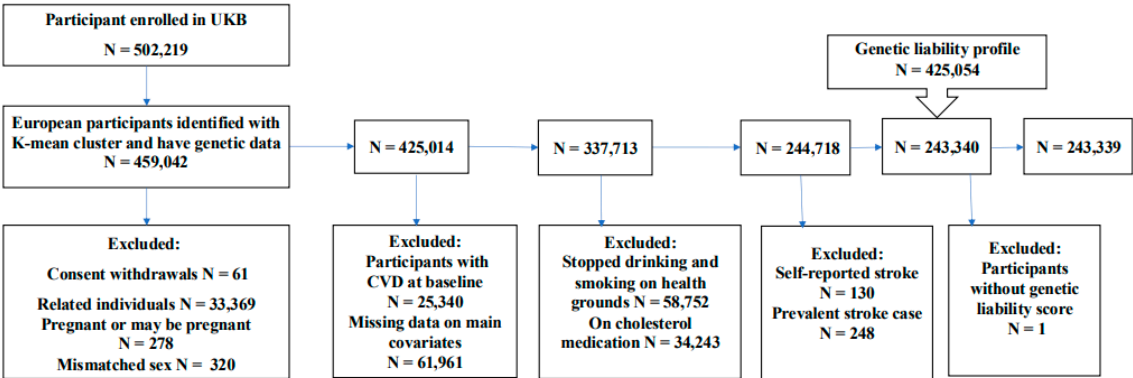 Participant enrolled in UKB
N = 502,219
Genetic liability profile
N = 425,054
European participants identified with
K-mean cluster and have genetic data
N = 459,042
N = 425,014
N = 337,713
N = 244,718
N = 243,340
N = 243,339
Excluded:
Consent withdrawals N = 61
Related individuals N = 33,369
Pregnant or may be pregnant
N = 278
Mismatched sex N = 320
Excluded:
Participants with
CVD at baseline
N = 25,340
Missing data on main
covariates
N = 61,961
Excluded:
Stopped drinking and
smoking on health
grounds N = 58,752
On cholesterol
medication N = 34,243
Excluded:
Self-reported stroke
N = 130
Prevalent stroke case
N = 248
Excluded:
Participants
without genetic
liability score
N = 1